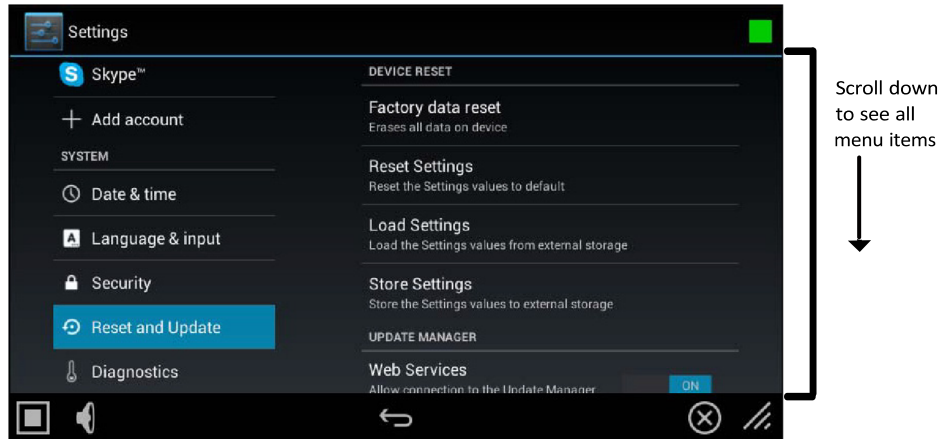 Settings
Skype™
Add account
SYSTEM
Date & time
A Language & input
Security
Reset and Update
Diagnostics
DEVICE RESET
Factory data reset
Erases all data on device
Reset Settings
Reset the Settings values to default
Load Settings
Load the Settings values from external storage
Store Settings
Store the Settings values to external storage
UPDATE MANAGER
Web Services
Allow connection to the Update Manager
ON
Scroll down
to see all
menu items